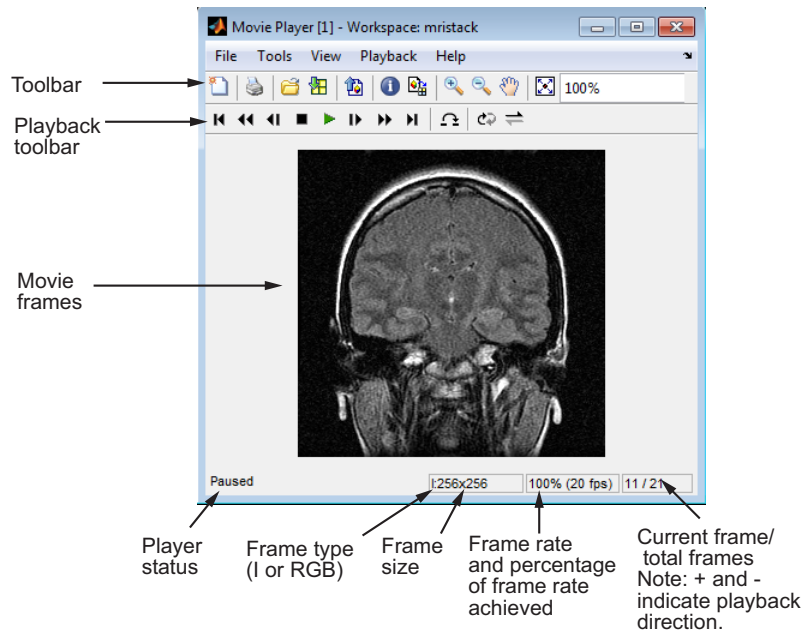 Movie Player [1] - Workspace: mristack
File Tools View Playback Help
Toolbar
100%
Playback
toolbar
Movie
frames
Paused
I:256x256
100% (20 fps)
11 / 21
Player
status
Frame type
(I or RGB)
Frame
size
Frame rate
and percentage
of frame rate
achieved
Current frame/
total frames
Note: + and -
indicate playback
direction.